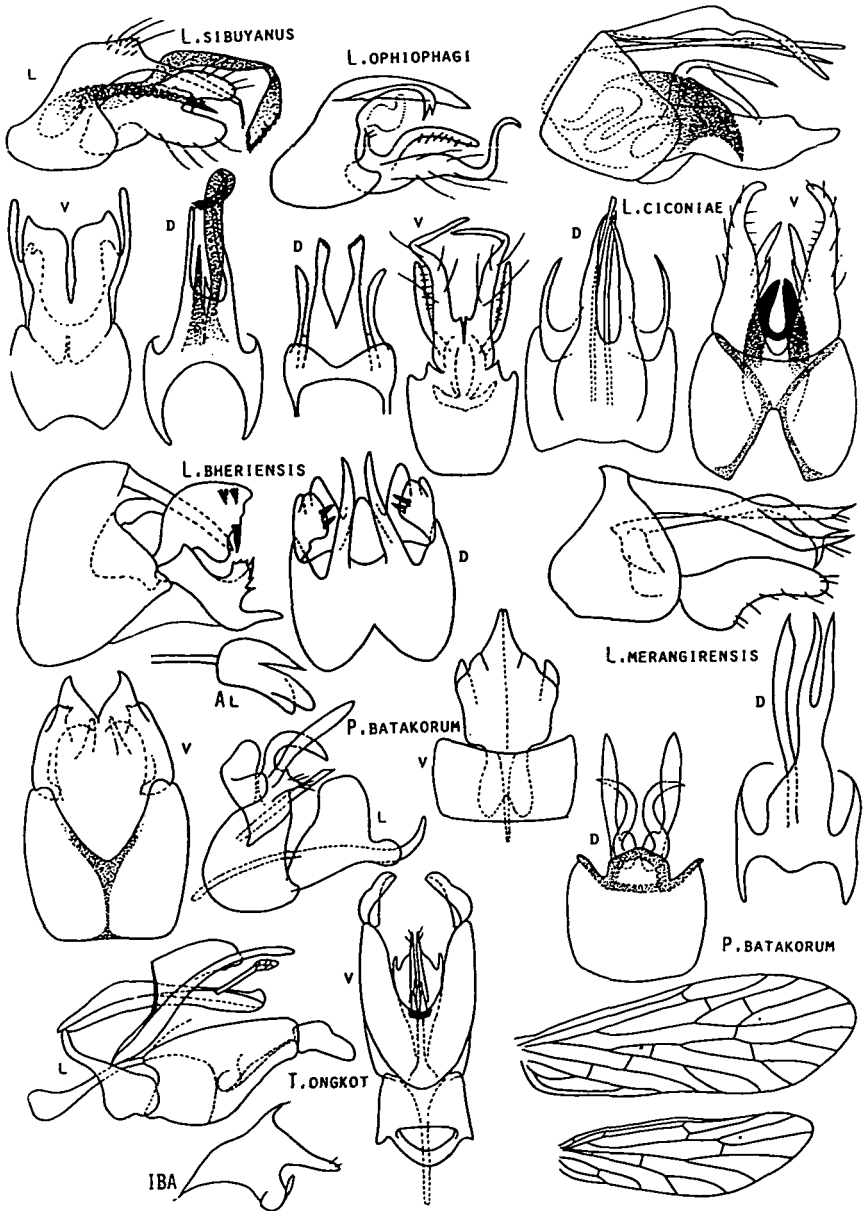 L.SIBUYANUS
L
L.OPHIOPHAGI
V
D
D
V
L.CICONIAE
D
V
L.BHERIENSIS
D
AL
L.MERANGIRENSIS
D
V
P.BATAKORUM
V
L
D
P.BATAKORUM
V
L
T.ONGKOT
IBA